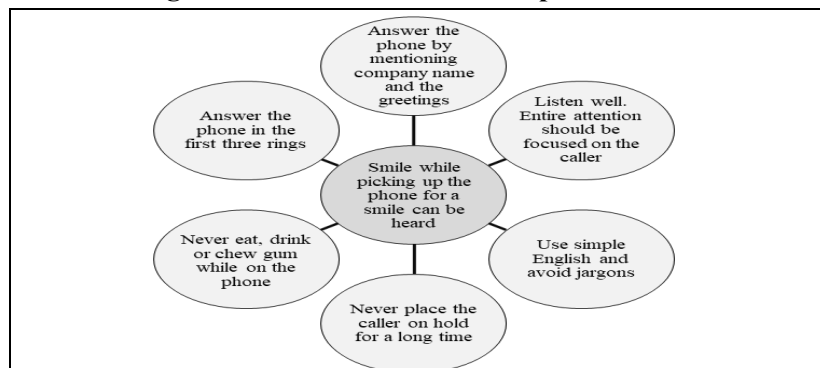 Answer the
phone by
mentioning
company name
and the
greetings
Listen well.
Entire attention
should be
focused on the
caller
Answer the
phone in the
first three rings
Smile while
picking up the
phone for a
smile can be
heard
Never eat, drink
or chew gum
while on the
phone
Use simple
English and
avoid jargons
Never place the
caller on hold
for a long time